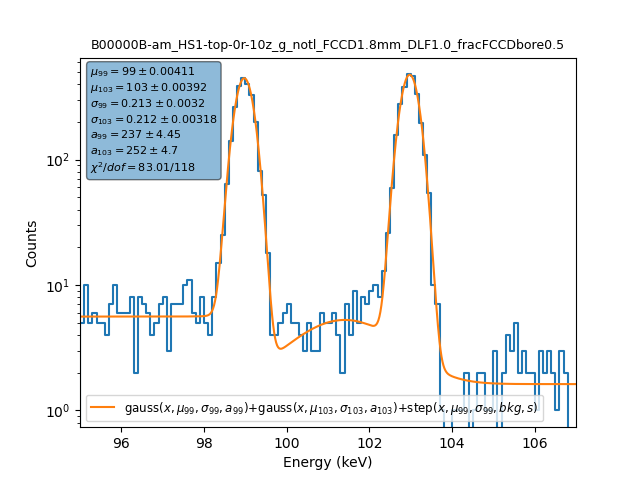 B00000B-am_HS1-top-0r-10z_g_notl_FCCD1.8mm_DLF1.0_fracFCCDbore0.5
μ₉₉ = 99 ± 0.00411
μ₁₀₃ = 103 ± 0.00392
σ₉₉ = 0.213 ± 0.0032
σ₁₀₃ = 0.212 ± 0.00318
a₉₉ = 237 ± 4.45
a₁₀₃ = 252 ± 4.7
χ²/dof = 83.01/118
10²
10¹
10⁰
Counts
gauss(x, μ₉₉, σ₉₉, a₉₉)+gauss(x, μ₁₀₃, σ₁₀₃, a₁₀₃)+step(x, μ₉₉, σ₉₉, bkg, s)
96 98 100 102 104 106
Energy (keV)